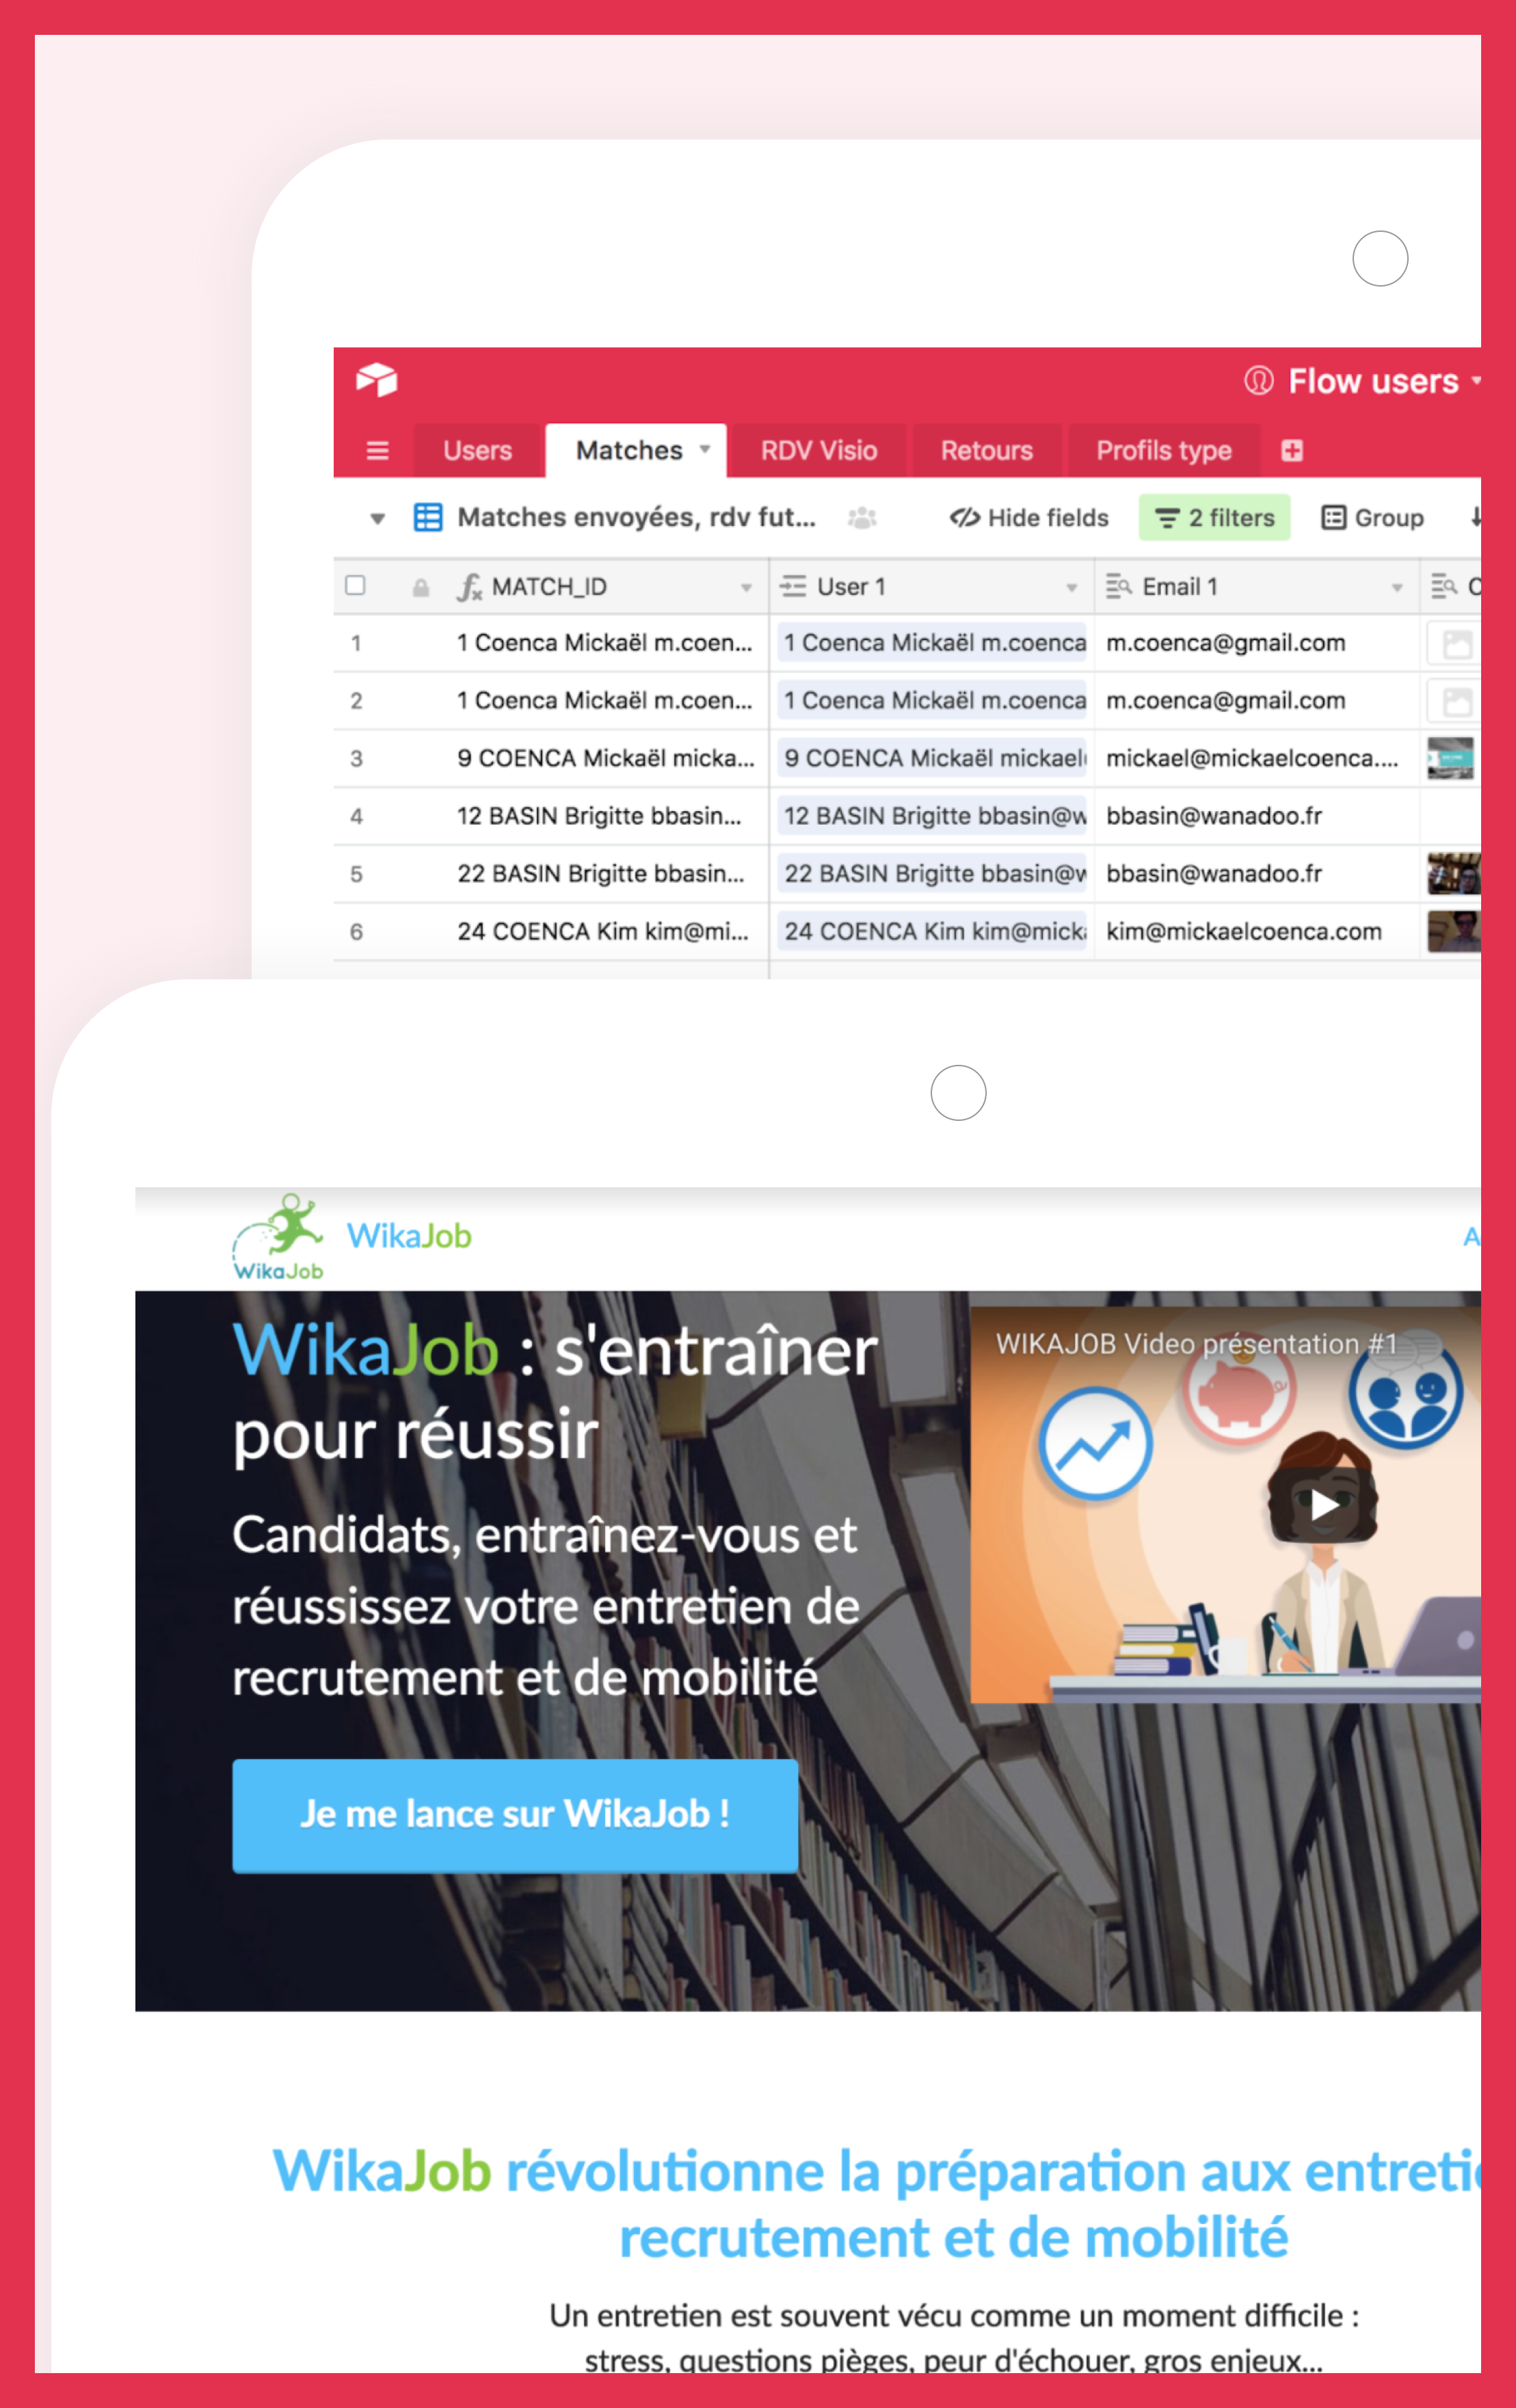 Flow users
Users Matches RDV Visio Retours Profils type
Matches envoyées, rdv fut... Hide fields 2 filters Group
MATCH_ID User 1 Email 1
1 1 Coenca Mickaël m.coen... 1 Coenca Mickaël m.coenca m.coenca@gmail.com
2 1 Coenca Mickaël m.coen... 1 Coenca Mickaël m.coenca m.coenca@gmail.com
3 9 COENCA Mickaël micka... 9 COENCA Mickaël mickael mickael@mickaelcoenca....
4 12 BASIN Brigitte bbasin... 12 BASIN Brigitte bbasin@w bbasin@wanadoo.fr
5 22 BASIN Brigitte bbasin... 22 BASIN Brigitte bbasin@w bbasin@wanadoo.fr
6 24 COENCA Kim kim@mi... 24 COENCA Kim kim@micka kim@mickaelcoenca.com
WikaJob
WikaJob A
WikaJob : s'entraîner
pour réussir
Candidats, entraînez-vous et
réussissez votre entretien de
recrutement et de mobilité
Je me lance sur WikaJob !
WIKAJOB Video présentation #1
WikaJob révolutionne la préparation aux entreti
recrutement et de mobilité
Un entretien est souvent vécu comme un moment difficile :
stress, questions pièges, peur d'échouer, gros enjeux...